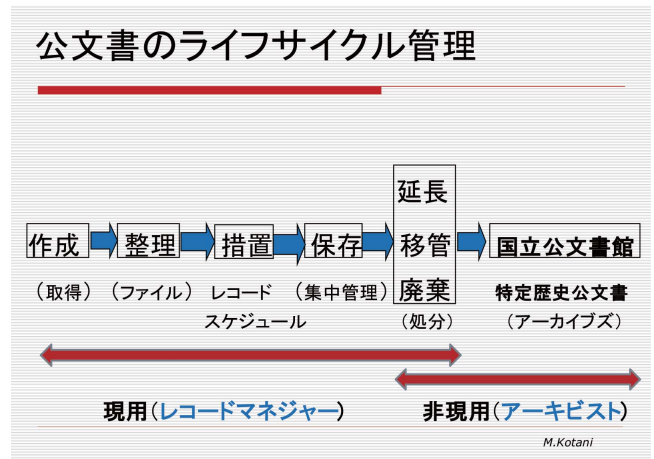 公文書のライフサイクル管理
作成
整理
措置
保存
延長
移管
廃棄
国立公文書館
(取得)
(ファイル)
レコード
スケジュール
(集中管理)
(処分)
特定歴史公文書
(アーカイブズ)
現用(レコードマネジャー)
非現用(アーキビスト)
M.Kotani